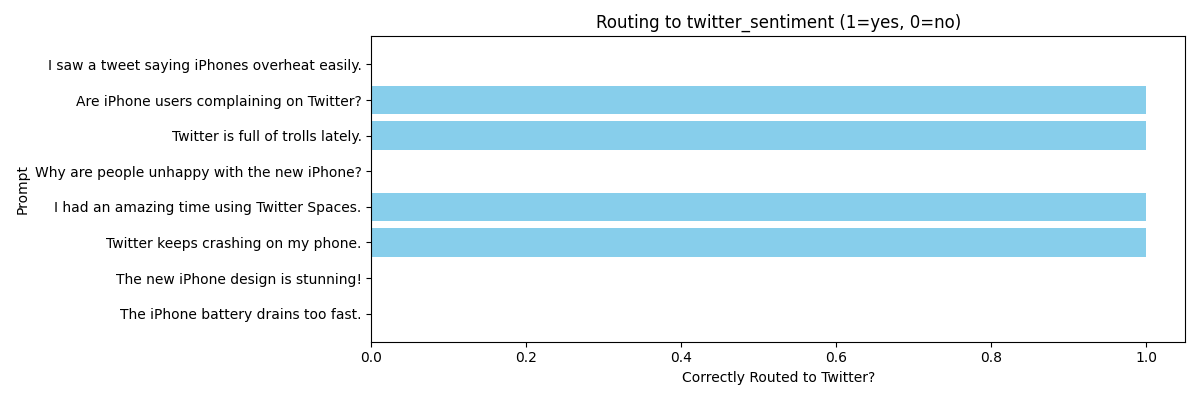 Routing to twitter_sentiment (1=yes, 0=no)
Prompt
I saw a tweet saying iPhones overheat easily.
Are iPhone users complaining on Twitter?
Twitter is full of trolls lately.
Why are people unhappy with the new iPhone?
I had an amazing time using Twitter Spaces.
Twitter keeps crashing on my phone.
The new iPhone design is stunning!
The iPhone battery drains too fast.
0.0 0.2 0.4 0.6 0.8 1.0
Correctly Routed to Twitter?